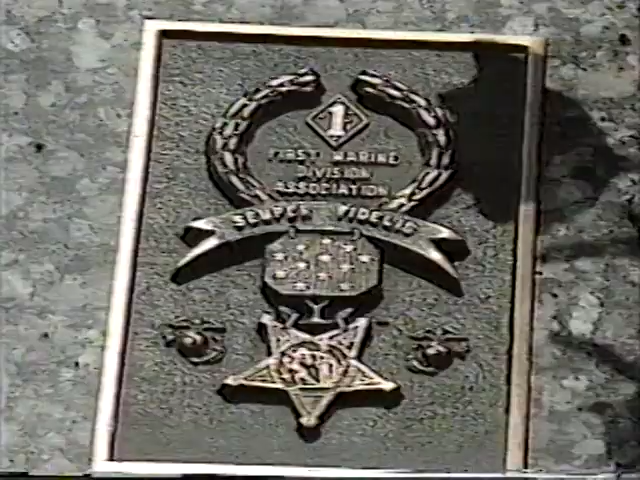 1
FIRST MARINE
DIVISION
ASSOCIATION
SEMPER FIDELIS